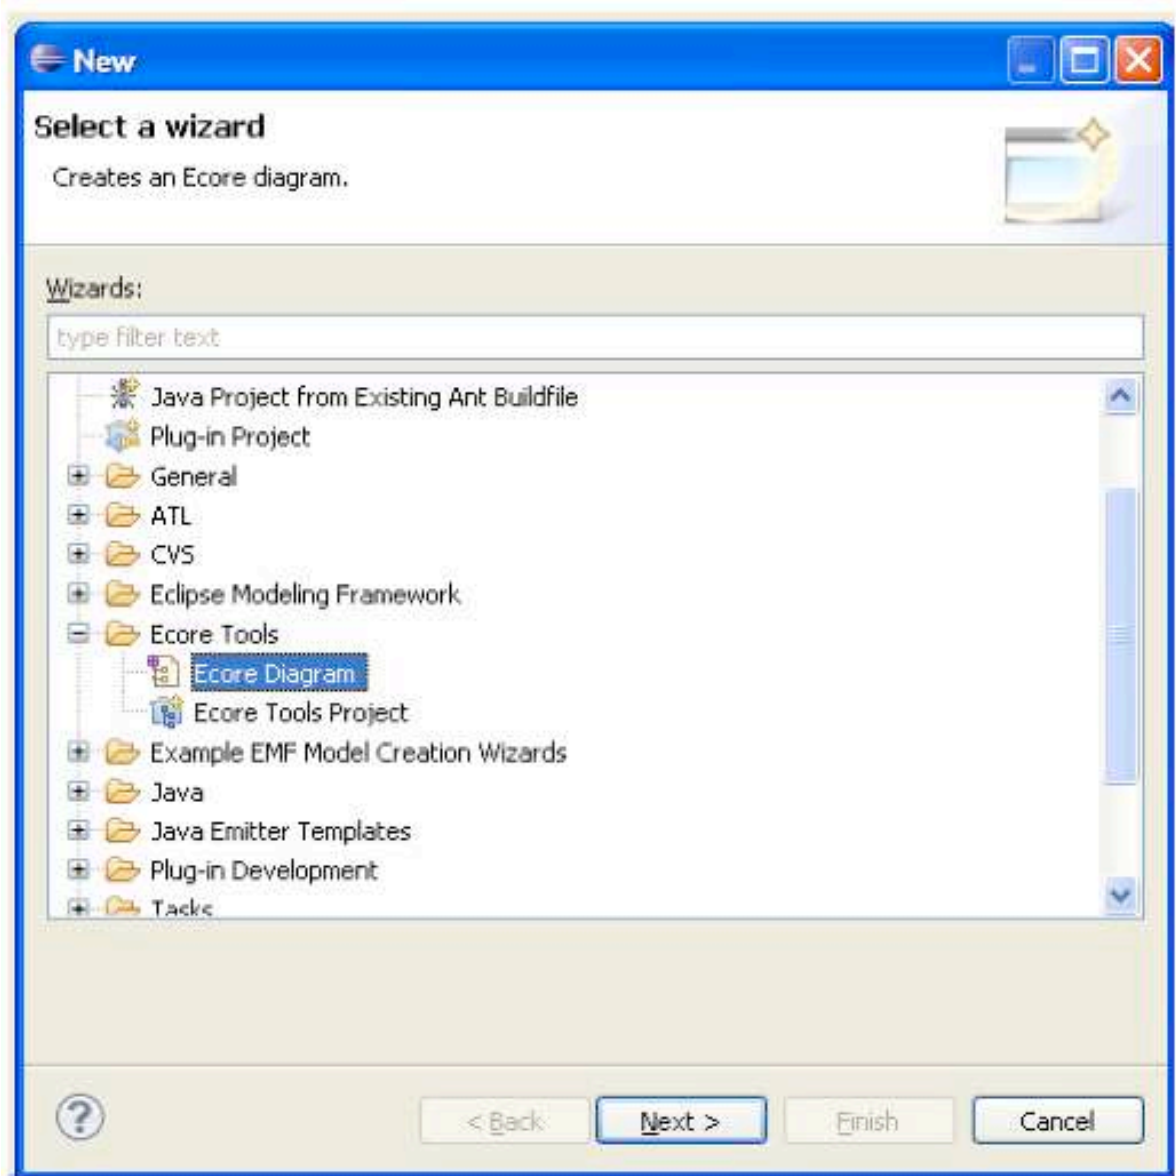 New
Select a wizard
Creates an Ecore diagram.
Wizards:
type filter text
Java Project from Existing Ant Buildfile
Plug-in Project
General
ATL
CVS
Eclipse Modeling Framework
Ecore Tools
Ecore Diagram
Ecore Tools Project
Example EMF Model Creation Wizards
Java
Java Emitter Templates
Plug-in Development
Tasks
? < Back Next > Finish Cancel